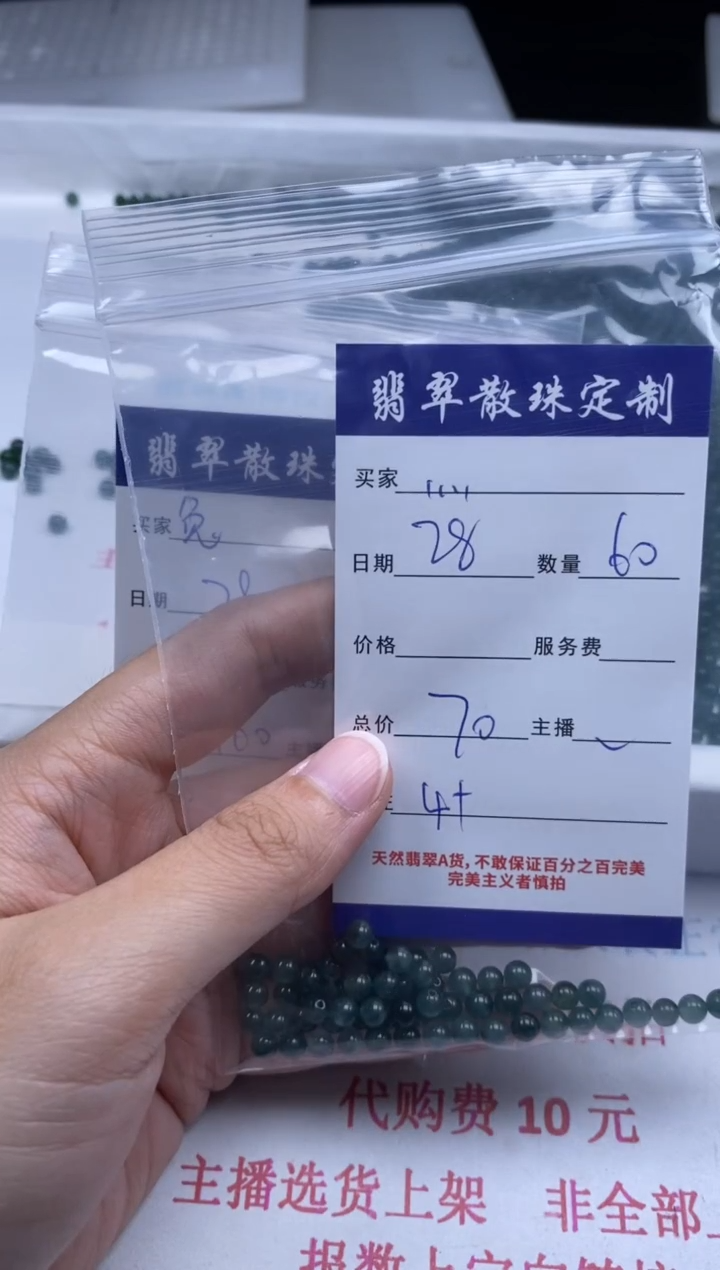 翡翠散珠定制
买家
日期 28 数量 60
价格 服务费
总价 70 主播
4+
天然翡翠A货，不敢保证百分之百完美
完美主义者慎拍
翡翠散珠
买家 兔
日期 28
代购费 10 元
主播选货上架 非全部